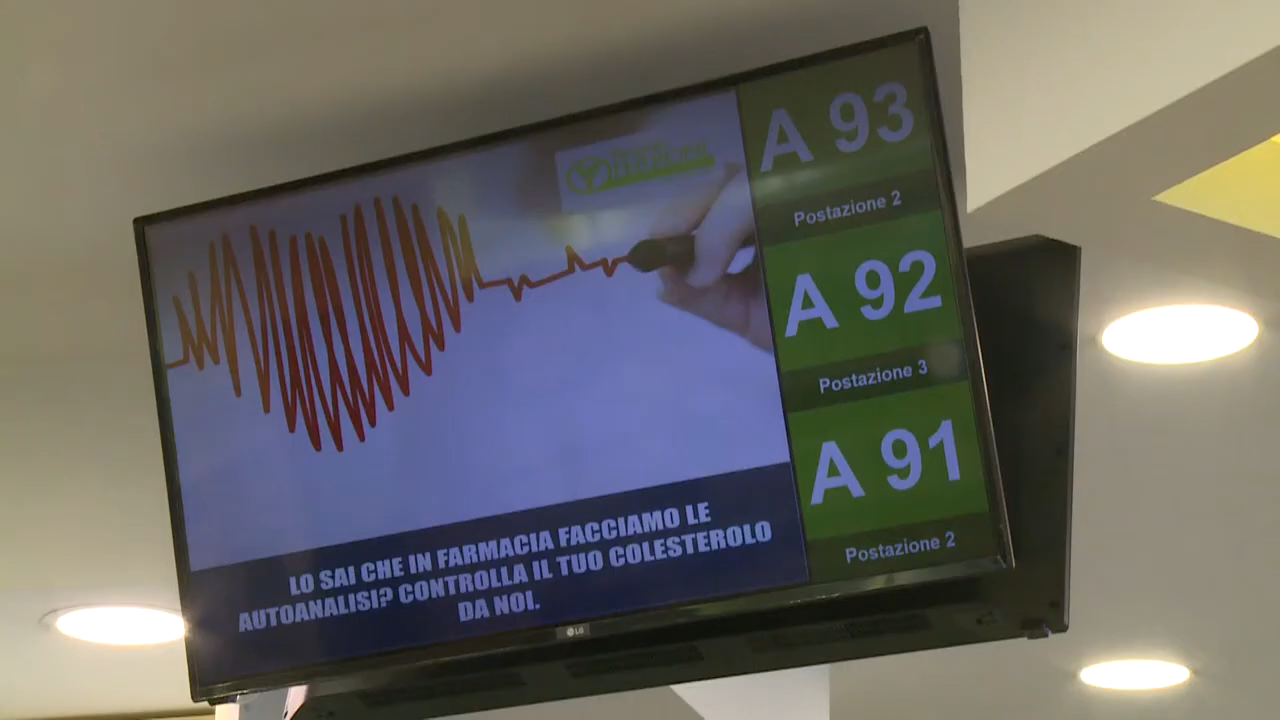 A 93
Postazione 2
A 92
Postazione 3
A 91
Postazione 2
LO SAI CHE IN FARMACIA FACCIAMO LE
AUTOANALISI? CONTROLLA IL TUO COLESTEROLO
DA NOI.
LG